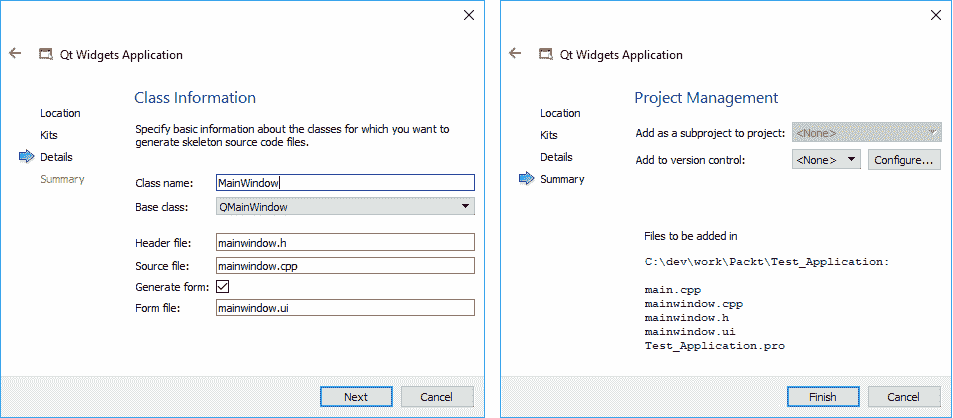 Qt Widgets Application
Class Information
Location
Kits
Details
Summary
Specify basic information about the classes for which you want to
generate skeleton source code files.
Class name: MainWindow
Base class: QMainWindow
Header file: mainwindow.h
Source file: mainwindow.cpp
Generate form:
Form file: mainwindow.ui
Next Cancel
Qt Widgets Application
Project Management
Location
Kits
Details
Summary
Add as a subproject to project: <None>
Add to version control: <None> Configure...
Files to be added in
C:\dev\work\Packt\Test_Application:
main.cpp
mainwindow.cpp
mainwindow.h
mainwindow.ui
Test_Application.pro
Finish Cancel